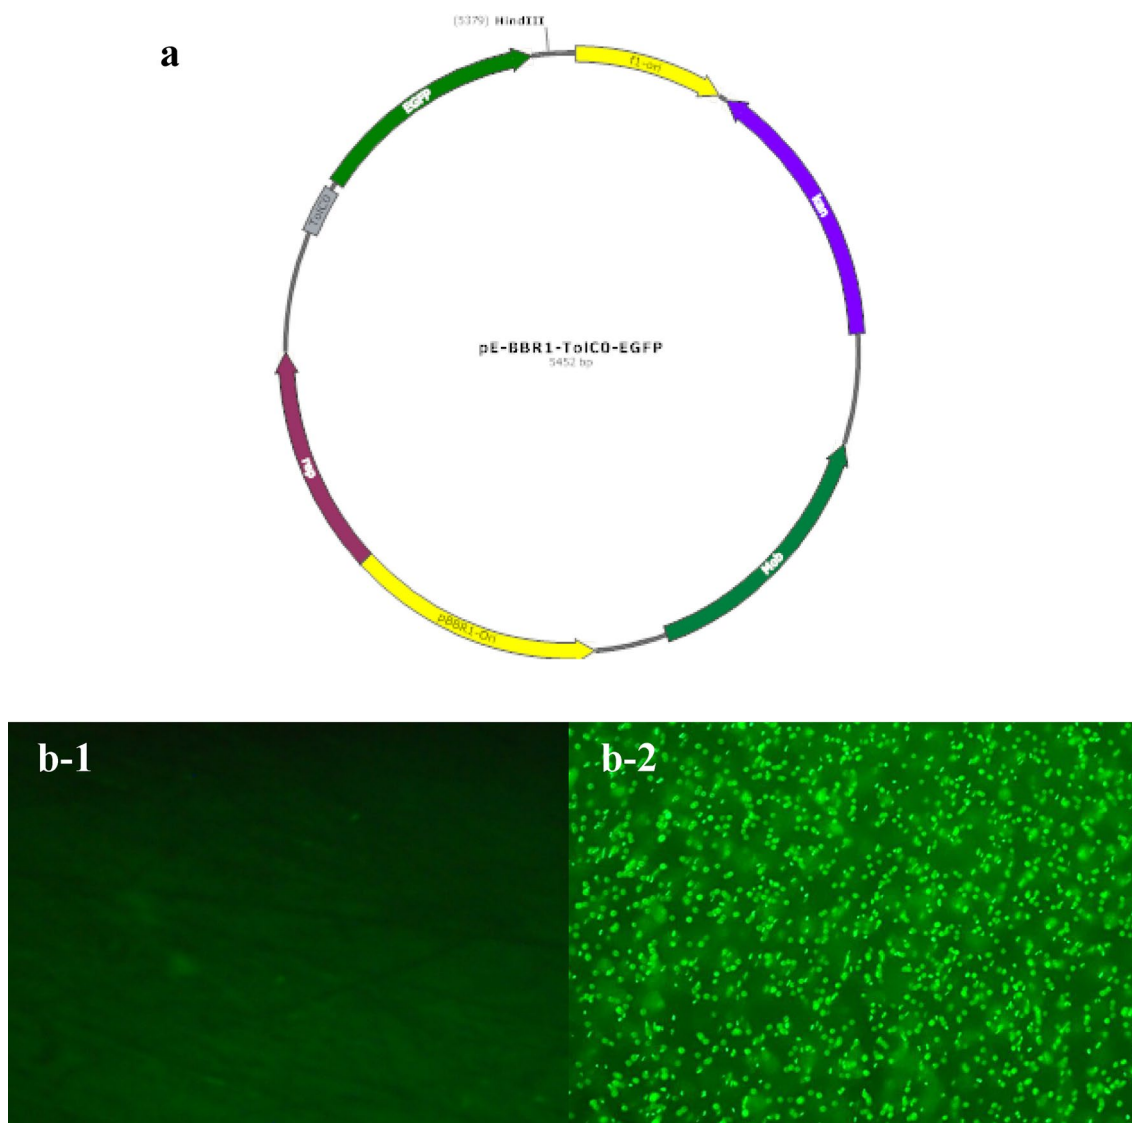 a
(5379) HindIII
f1-ori
EGFP
kan
TolC0
pE-BBR1-TolC0-EGFP
5452 bp
rep
Mob
pBBR1-Ori
b-1
b-2